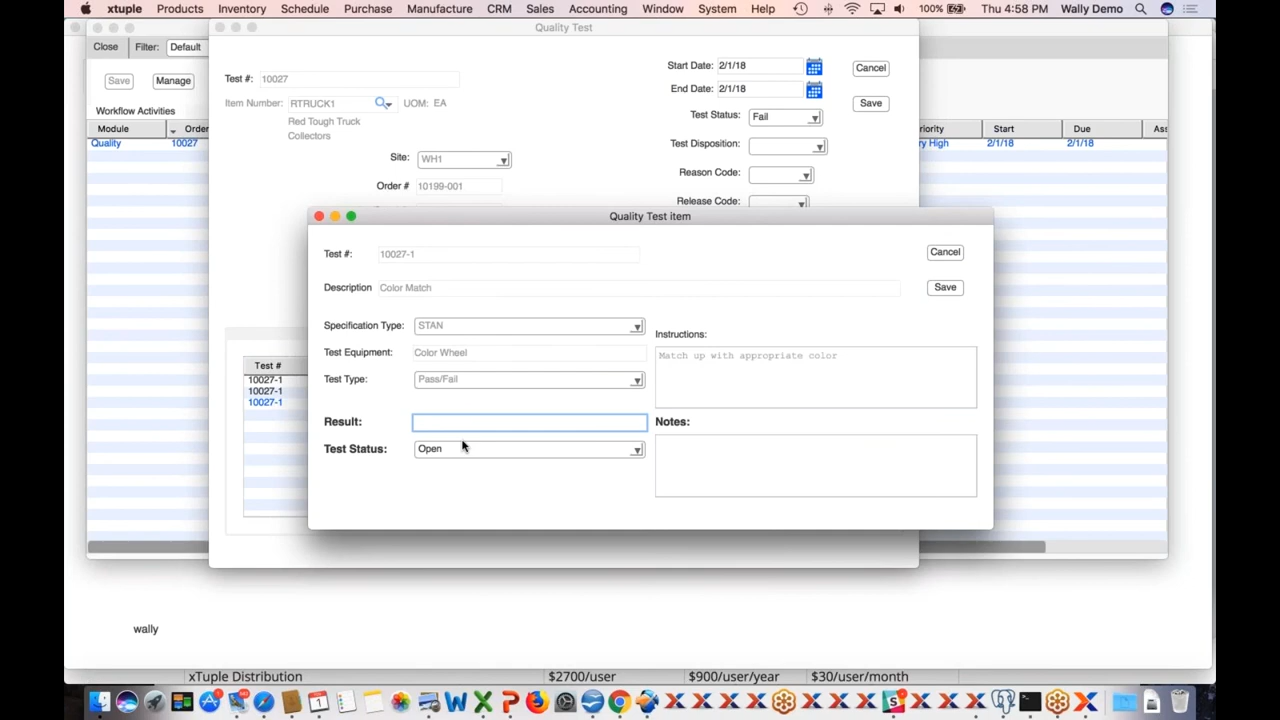 xtuple Products Inventory Schedule Purchase Manufacture CRM Sales Accounting Window System Help 100% Thu 4:58 PM Wally Demo
Quality Test
Close Filter: Default
Save Manage
Workflow Activities
Module Order
Quality 10027
Test #: 10027
Item Number: RTRUCK1 UOM: EA
Red Tough Truck
Collectors
Site: WH1
Order # 10199-001
Start Date: 2/1/18
End Date: 2/1/18
Test Status: Fail
Test Disposition:
Reason Code:
Release Code:
Cancel
Save
iority Start Due Ass
ry High 2/1/18 2/1/18
Quality Test item
Test #: 10027-1
Cancel
Description Color Match
Save
Specification Type: STAN
Test Equipment: Color Wheel
Test Type: Pass/Fail
Result:
Test Status: Open
Instructions:
Match up with appropriate color
Notes:
Test #
10027-1
10027-1
10027-1
wally
xTuple Distribution $2700/user $900/user/year $30/user/month